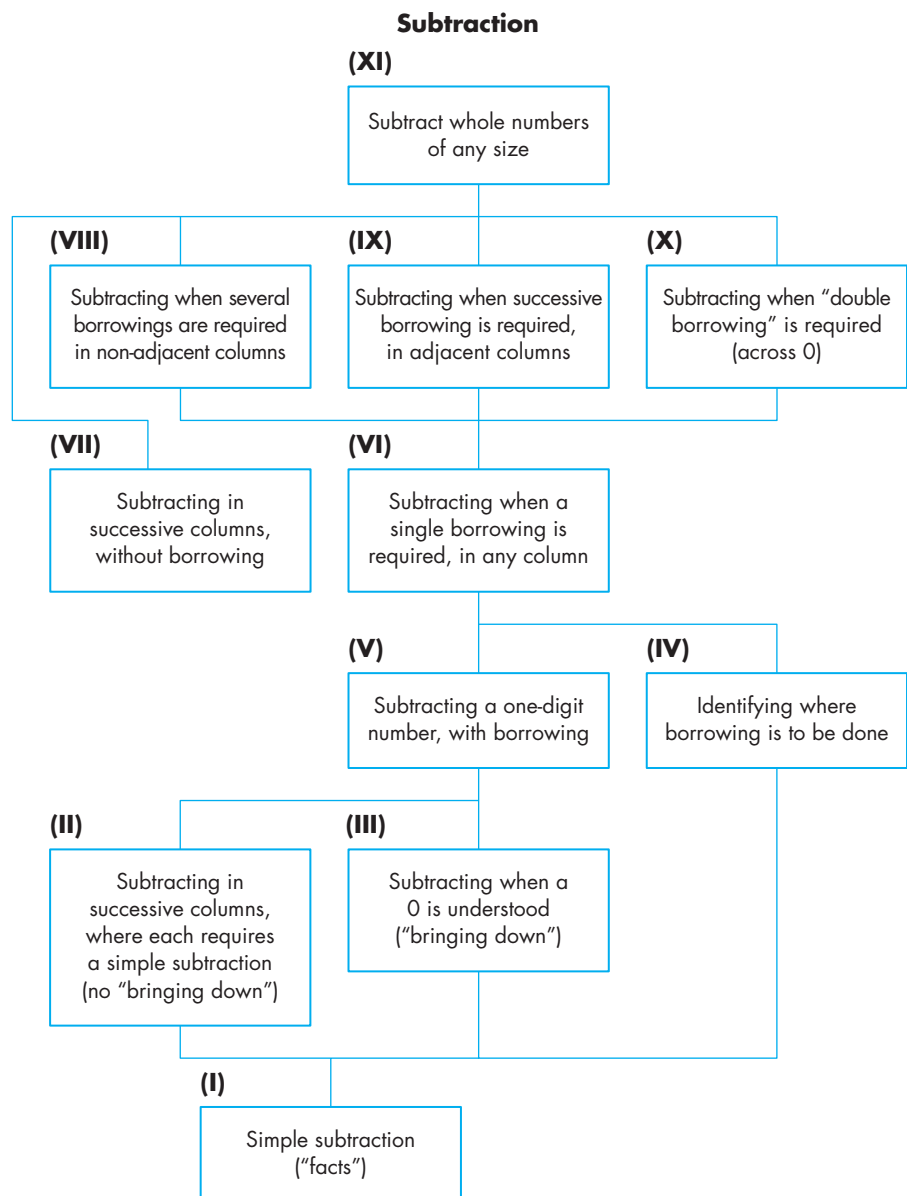 Subtraction
(XI)
Subtract whole numbers
of any size
(VIII)
Subtracting when several
borrowings are required
in non-adjacent columns
(IX)
Subtracting when successive
borrowing is required,
in adjacent columns
(X)
Subtracting when “double
borrowing” is required
(across 0)
(VII)
Subtracting in
successive columns,
without borrowing
(VI)
Subtracting when a
single borrowing is
required, in any column
(V)
Subtracting a one-digit
number, with borrowing
(IV)
Identifying where
borrowing is to be done
(II)
Subtracting in
successive columns,
where each requires
a simple subtraction
(no “bringing down”)
(III)
Subtracting when a
0 is understood
(“bringing down”)
(I)
Simple subtraction
(“facts”)